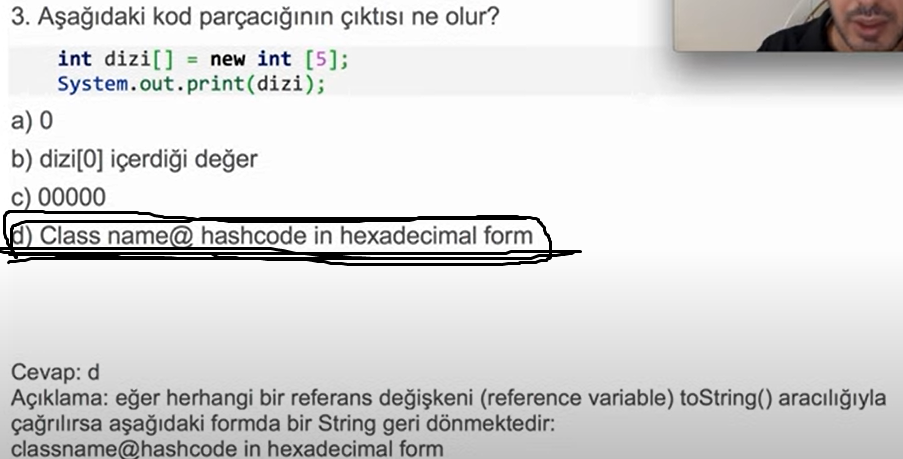 3. Aşağıdaki kod parçacığının çıktısı ne olur?
int dizi[] = new int [5];
System.out.print(dizi);
a) 0
b) dizi[0] içerdiği değer
c) 00000
d) Class name@ hashcode in hexadecimal form
Cevap: d
Açıklama: eğer herhangi bir referans değişkeni (reference variable) toString() aracılığıyla
çağrılırsa aşağıdaki formda bir String geri dönmektedir:
classname@hashcode in hexadecimal form